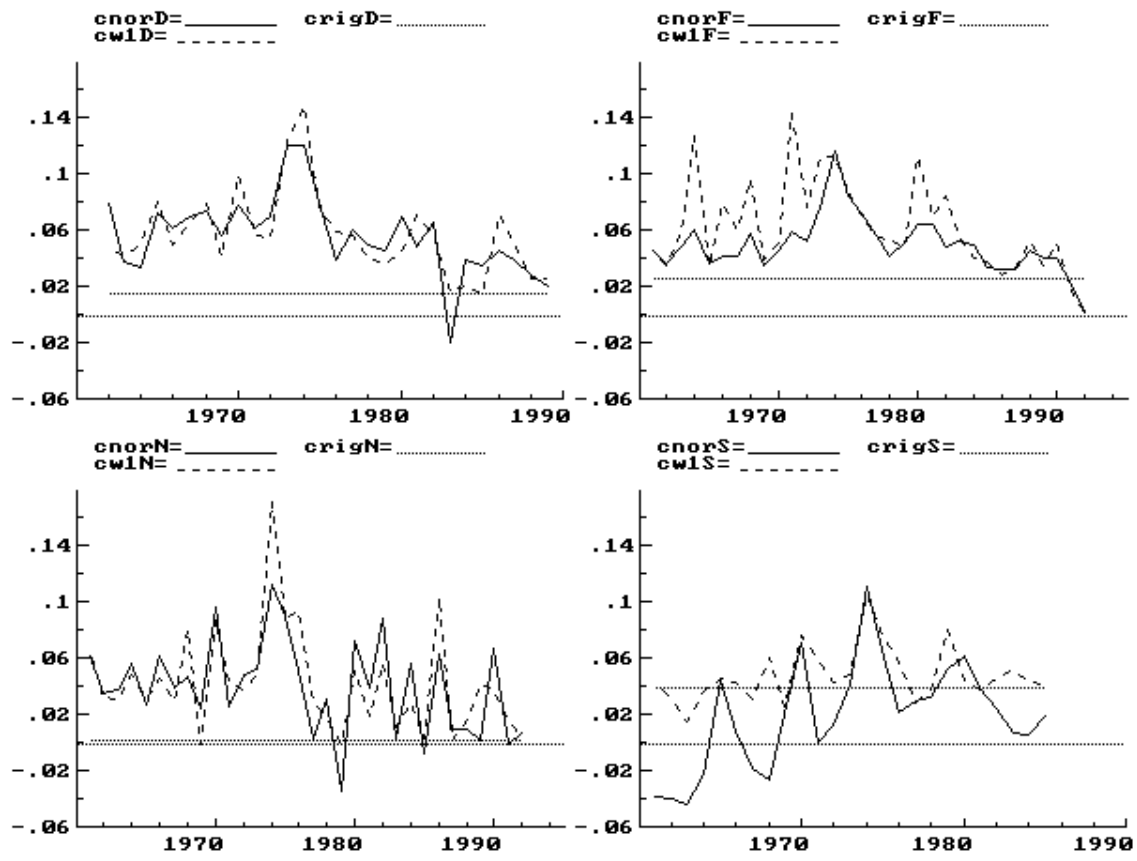 cnorD= crigD=
cw1D=
.14
.1
.06
.02
-.02
-.06
1970 1980 1990
cnorF= crigF=
cw1F=
.14
.1
.06
.02
-.02
-.06
1970 1980 1990
cnorN= crigN=
cw1N=
.14
.1
.06
.02
-.02
-.06
1970 1980 1990
cnorS= crigS=
cw1S=
.14
.1
.06
.02
-.02
-.06
1970 1980 1990